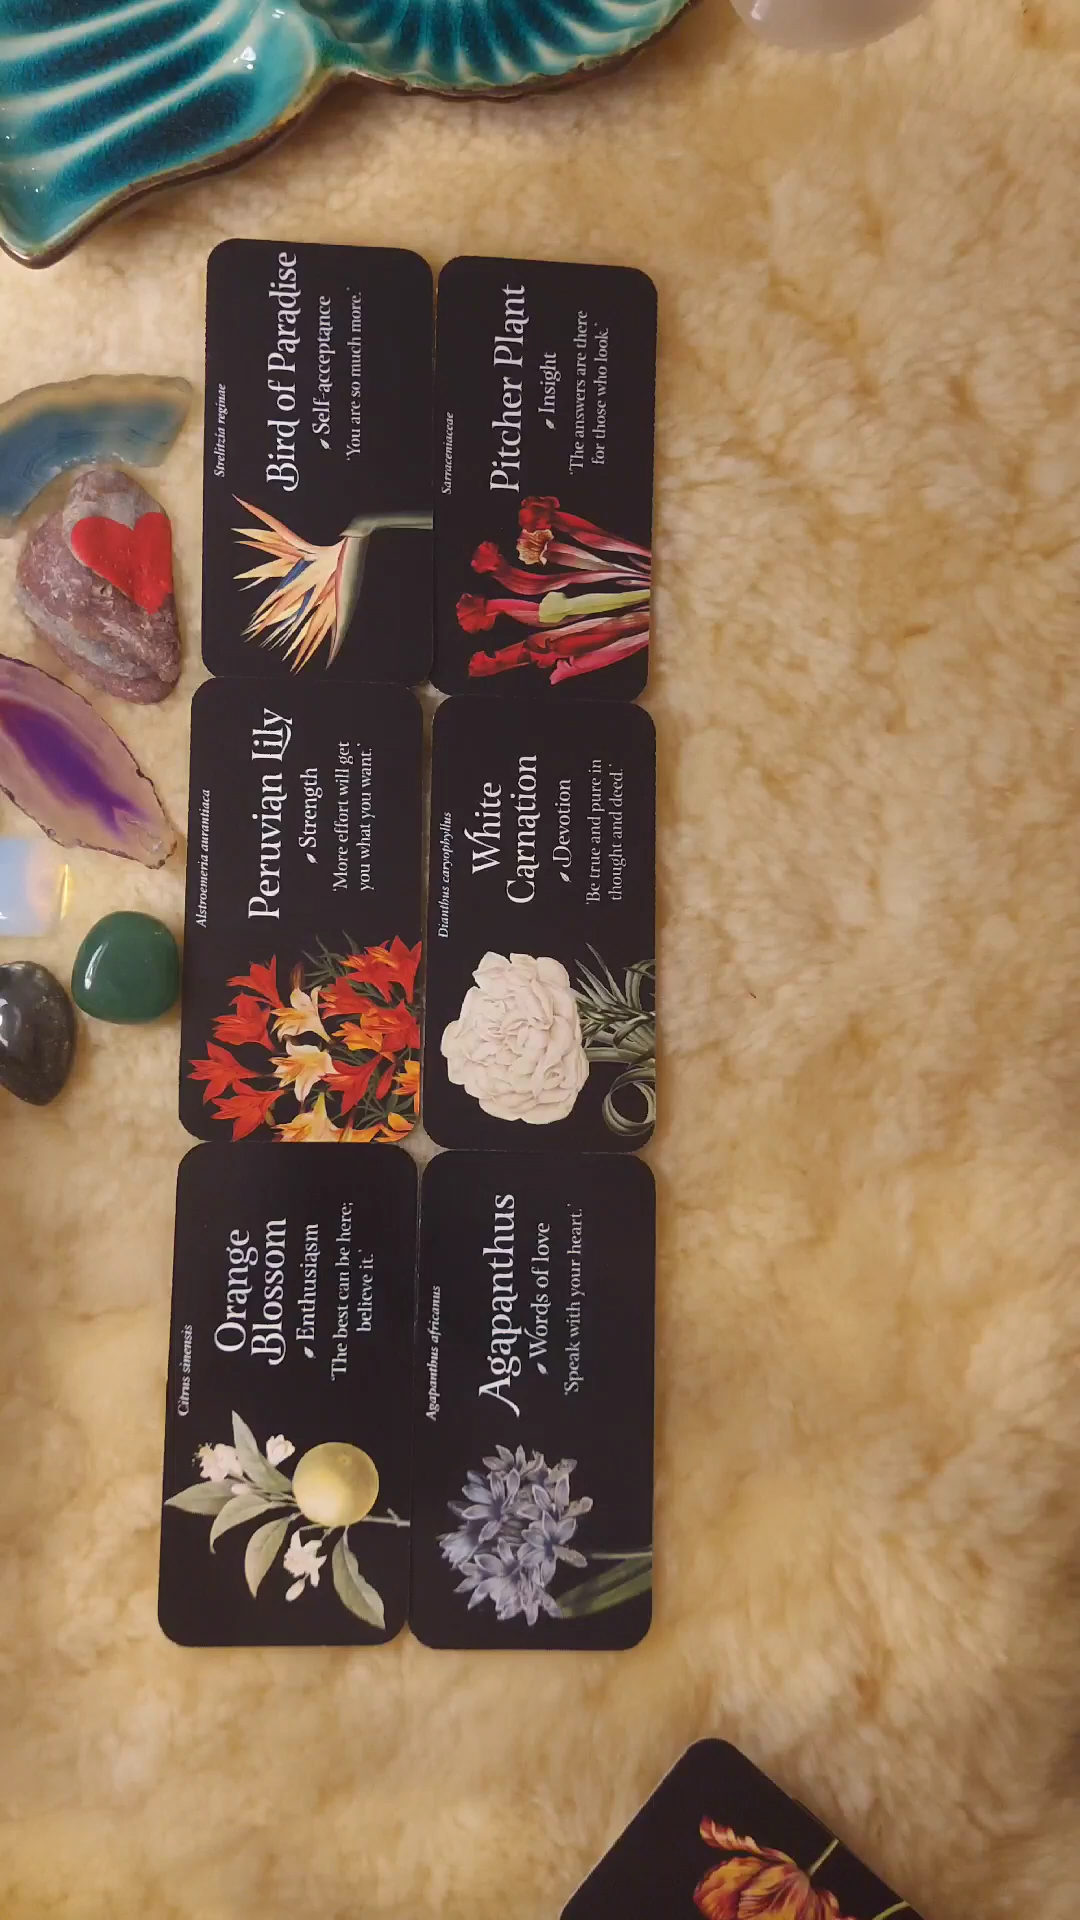 Citrus sinensis
Orange
Blossom
Enthusiasm
'The best can be here;
believe it.'
Alstroemeria aurantiaca
Peruvian Lily
Strength
'More effort will get
you what you want.'
Strelitzia reginae
Bird of Paradise
Self-acceptance
'You are so much more.'
Agapanthus africanus
Agapanthus
Words of love
'Speak with your heart.'
Dianthus caryophyllus
White
Carnation
Devotion
'Be true and pure in
thought and deed.'
Sarraceniaceae
Pitcher Plant
Insight
'The answers are there
for those who look.'